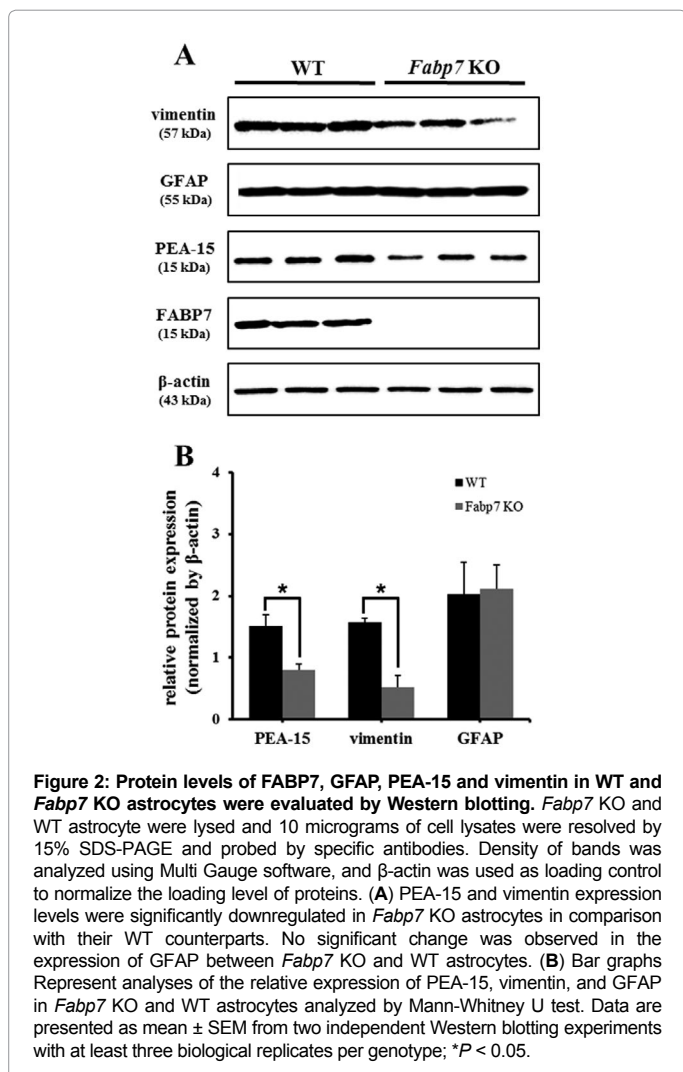 A
WT Fabp7 KO
vimentin
(57 kDa)
GFAP
(55 kDa)
PEA-15
(15 kDa)
FABP7
(15 kDa)
β-actin
(43 kDa)
B
relative protein expression
(normalized by β-actin)
4
3
2
1
0
WT
Fabp7 KO
* *
PEA-15 vimentin GFAP
Figure 2: Protein levels of FABP7, GFAP, PEA-15 and vimentin in WT and
Fabp7 KO astrocytes were evaluated by Western blotting. Fabp7 KO and
WT astrocyte were lysed and 10 micrograms of cell lysates were resolved by
15% SDS-PAGE and probed by specific antibodies. Density of bands was
analyzed using Multi Gauge software, and β-actin was used as loading control
to normalize the loading level of proteins. (A) PEA-15 and vimentin expression
levels were significantly downregulated in Fabp7 KO astrocytes in comparison
with their WT counterparts. No significant change was observed in the
expression of GFAP between Fabp7 KO and WT astrocytes. (B) Bar graphs
Represent analyses of the relative expression of PEA-15, vimentin, and GFAP
in Fabp7 KO and WT astrocytes analyzed by Mann-Whitney U test. Data are
presented as mean ± SEM from two independent Western blotting experiments
with at least three biological replicates per genotype; *P < 0.05.